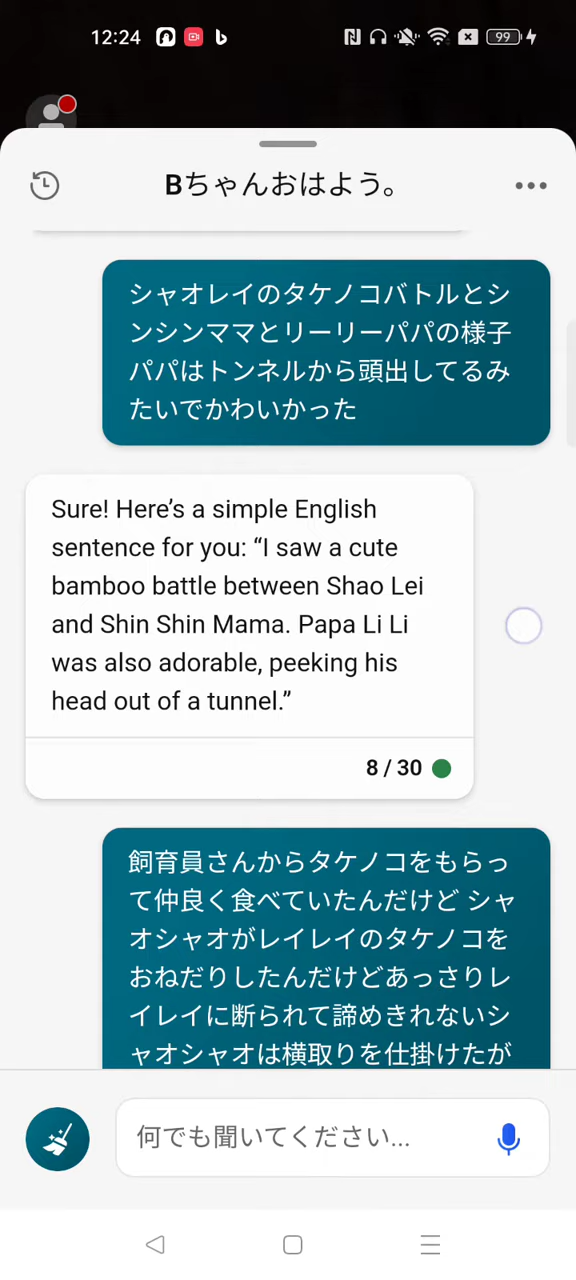 12:24
99
Bちゃんおはよう。
シャオレイのタケノコバトルとシ
ンシンママとリーリーパパの様子
パパはトンネルから頭出してるみ
たいでかわいかった
Sure! Here’s a simple English
sentence for you: “I saw a cute
bamboo battle between Shao Lei
and Shin Shin Mama. Papa Li Li
was also adorable, peeking his
head out of a tunnel.”
8 / 30
飼育員さんからタケノコをもらっ
て仲良く食べていたんだけど シャ
オシャオがレイレイのタケノコを
おねだりしたんだけどあっさりレ
イレイに断られて諦めきれないシ
ャオシャオは横取りを仕掛けたが
何でも聞いてください...